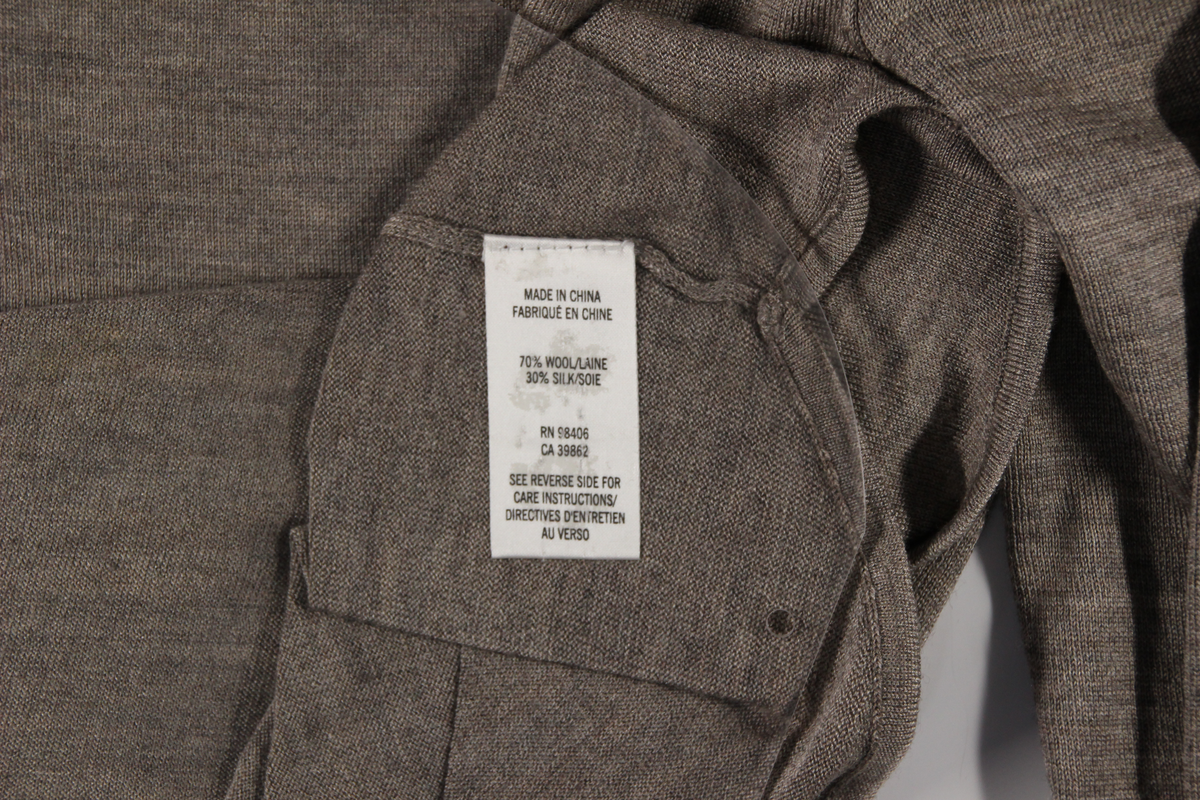 MADE IN CHINA
FABRIQUÉ EN CHINE
70% WOOL/LAINE
30% SILK/SOIE
RN 98406
CA 39862
SEE REVERSE SIDE FOR
CARE INSTRUCTIONS/
DIRECTIVES D'ENTRETIEN
AU VERSO